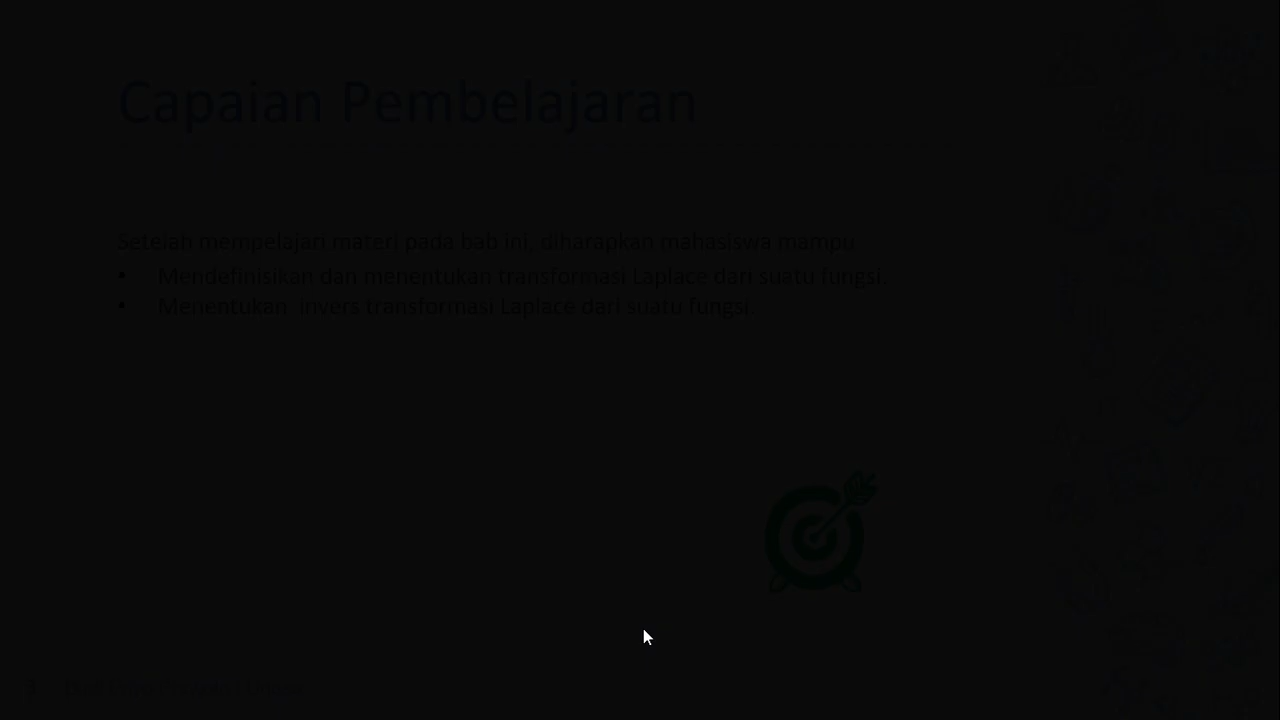 Capaian Pembelajaran
Setelah mempelajari materi pada bab ini, diharapkan mahasiswa mampu
• Mendefinisikan dan menentukan transformasi Laplace dari suatu fungsi.
• Menentukan invers transformasi Laplace dari suatu fungsi.